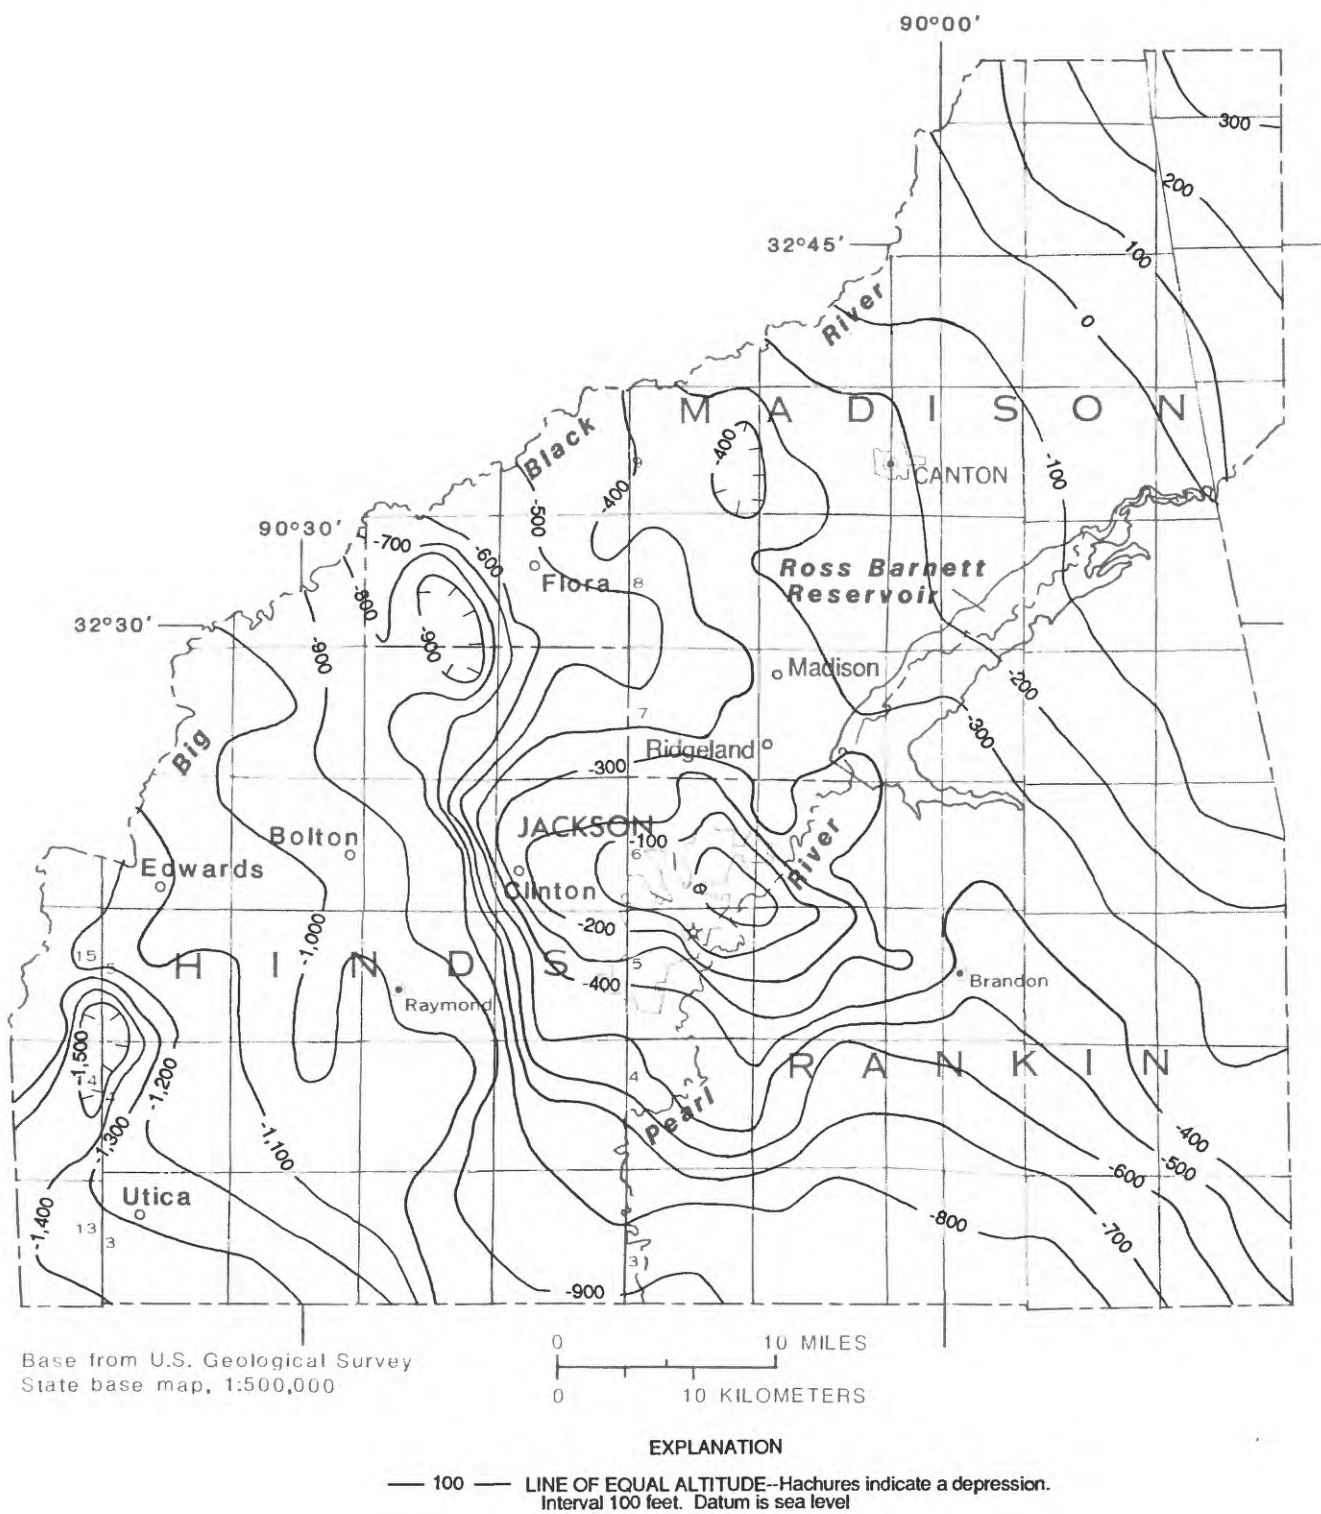 90°00'
300
200
32°45'
100
0
River
M A D I S O N
-400
Black
9
-400
-100
CANTON
-500
90°30'
-700
-600
Flora
8
Ross Barnett
Reservoir
-800
32°30'
-900
-900
Madison
-200
7
Big
Ridgeland
-300
-300
Bolton
JACKSON
-100
River
6
Edwards
Clinton
0
-200
15
5
H I N D S
-1,000
5
-400
Brandon
Raymond
-1,500
R A N K I N
4
4
-1,200
Pearl
-1,300
-1,100
-400
-500
-600
Utica
-1,400
13
3
-800
-700
3
-900
0 10 MILES
Base from U.S. Geological Survey
State base map, 1:500,000
0 10 KILOMETERS
EXPLANATION
100 LINE OF EQUAL ALTITUDE--Hachures indicate a depression.
Interval 100 feet. Datum is sea level